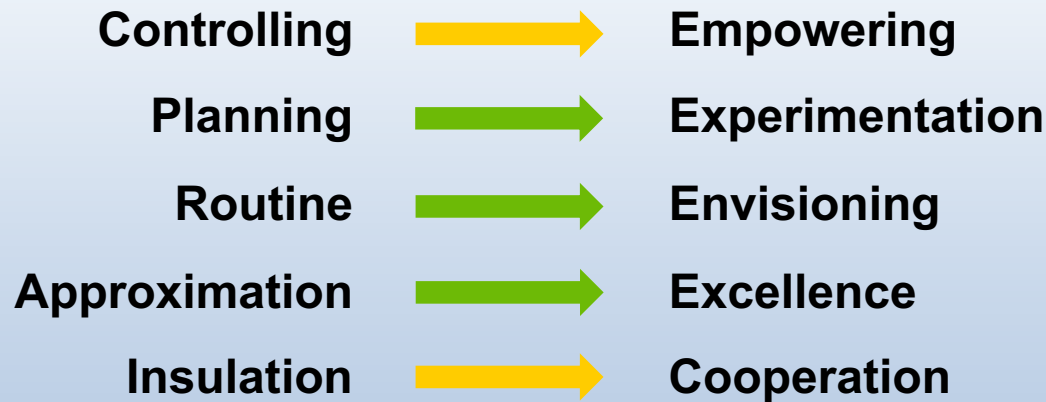 Controlling Empowering
Planning Experimentation
Routine Envisioning
Approximation Excellence
Insulation Cooperation